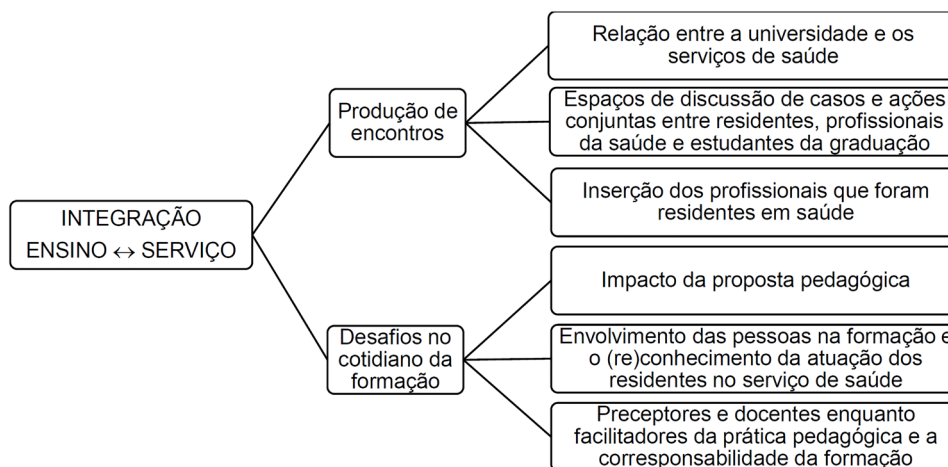 INTEGRAÇÃO
ENSINO ↔ SERVIÇO
Produção de
encontros
Relação entre a universidade e os
serviços de saúde
Espaços de discussão de casos e ações
conjuntas entre residentes, profissionais
da saúde e estudantes da graduação
Inserção dos profissionais que foram
residentes em saúde
Desafios no
cotidiano da
formação
Impacto da proposta pedagógica
Envolvimento das pessoas na formação e
o (re)conhecimento da atuação dos
residentes no serviço de saúde
Preceptores e docentes enquanto
facilitadores da prática pedagógica e a
corresponsabilidade da formação